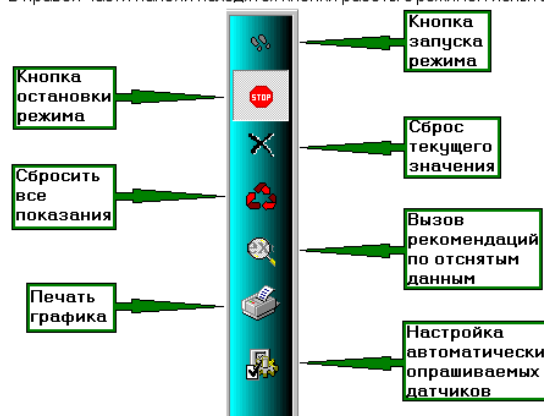 Кнопка
запуска
режима
Кнопка
остановки
режима
STOP
Сброс
текущего
значения
Сбросить
все
показания
Вызов
рекомендаций
по отснятым
данным
Печать
графика
Настройка
автоматически
опрашиваемых
датчиков